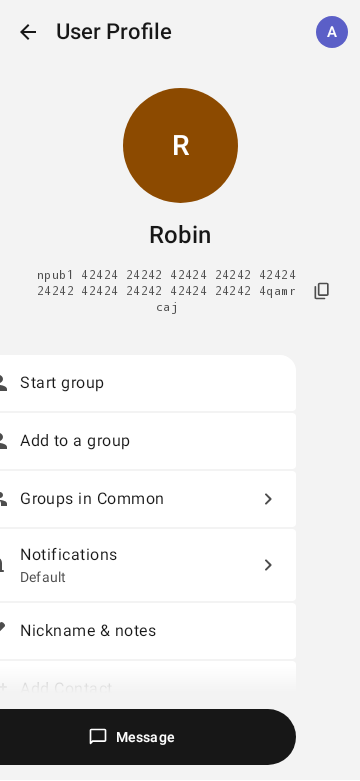 User Profile
A
R
Robin
npub1 42424 24242 42424 24242 42424
24242 42424 24242 42424 24242 4qamr
caj
Start group
Add to a group
Groups in Common
Notifications
Default
Nickname & notes
Add Contact
Message